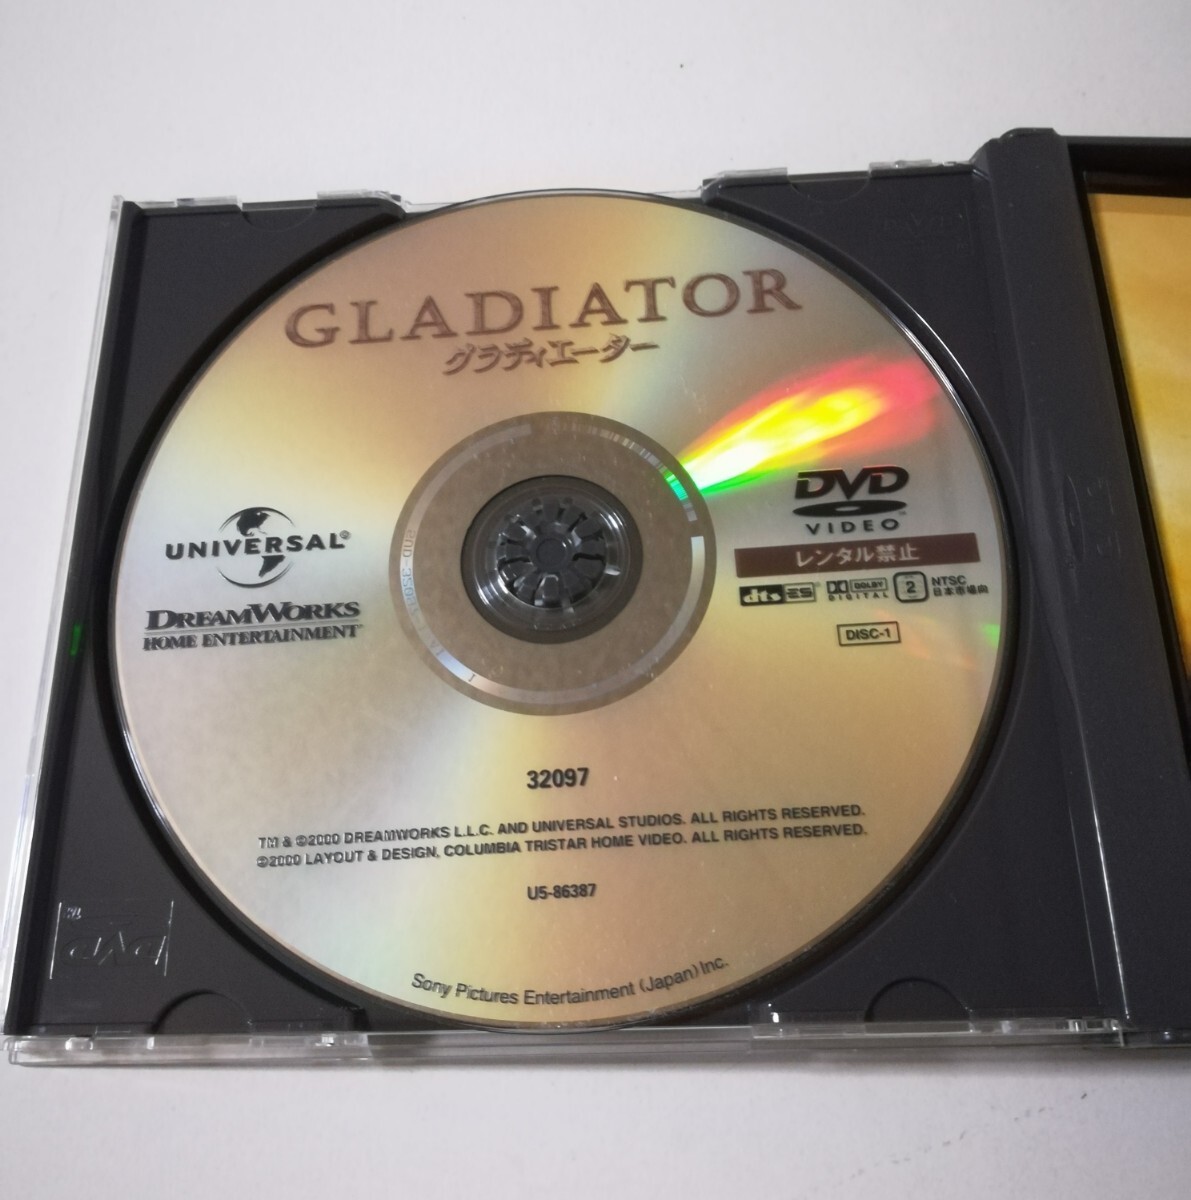 GLADIATOR
グラディエーター
UNIVERSAL®
DREAMWORKS
HOME ENTERTAINMENT
DVD
VIDEO
レンタル禁止
dts ES
DOLBY
DIGITAL
2
NTSC
日本市場向
DISC-1
32097
TM & ©2000 DREAMWORKS L.L.C. AND UNIVERSAL STUDIOS. ALL RIGHTS RESERVED.
©2000 LAYOUT & DESIGN, COLUMBIA TRISTAR HOME VIDEO. ALL RIGHTS RESERVED.
U5-86387
Sony Pictures Entertainment (Japan) Inc.
DVD